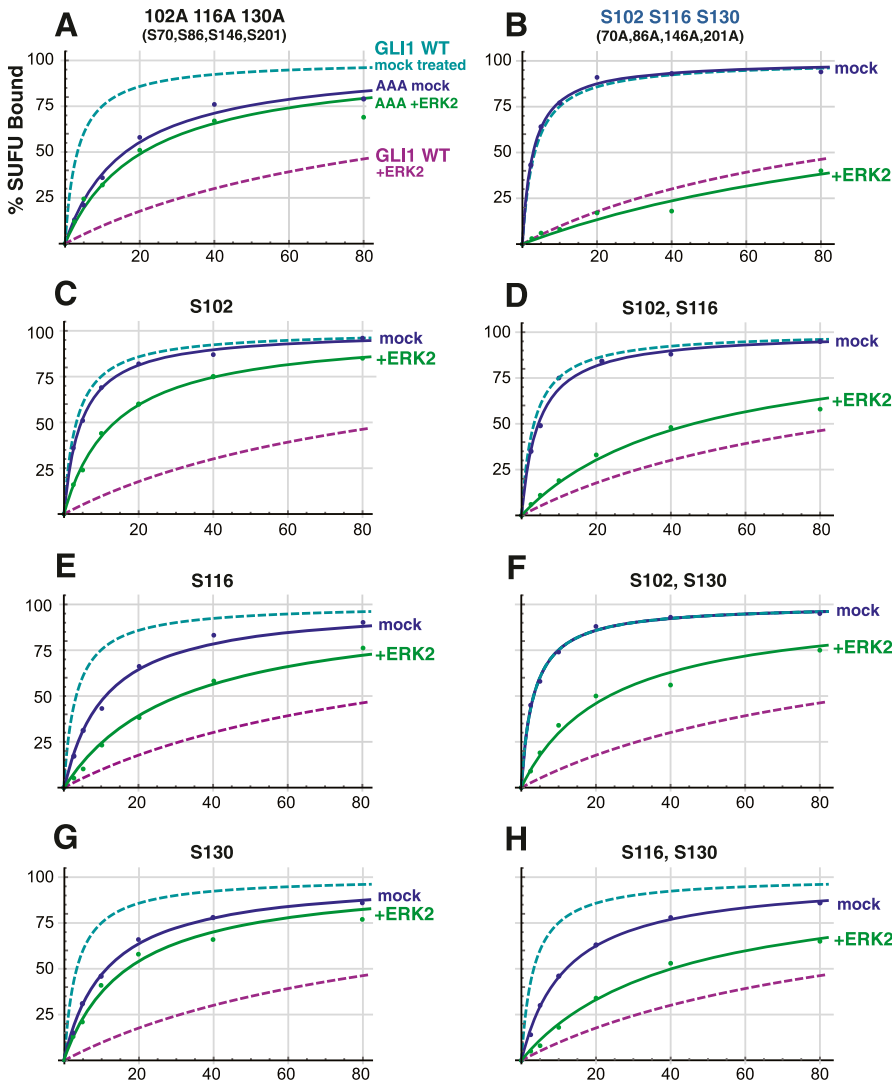 A
102A 116A 130A
(S70,S86,S146,S201)
% SUFU Bound
100
75
50
25
20
40
60
80
GLI1 WT
mock treated
AAA mock
AAA +ERK2
GLI1 WT
+ERK2
B
S102 S116 S130
(70A,86A,146A,201A)
100
75
50
25
20
40
60
80
mock
+ERK2
C
S102
100
75
50
25
20
40
60
80
mock
+ERK2
D
S102, S116
100
75
50
25
20
40
60
80
mock
+ERK2
E
S116
100
75
50
25
20
40
60
80
mock
+ERK2
F
S102, S130
100
75
50
25
20
40
60
80
mock
+ERK2
G
S130
100
75
50
25
20
40
60
80
mock
+ERK2
H
S116, S130
100
75
50
25
20
40
60
80
mock
+ERK2